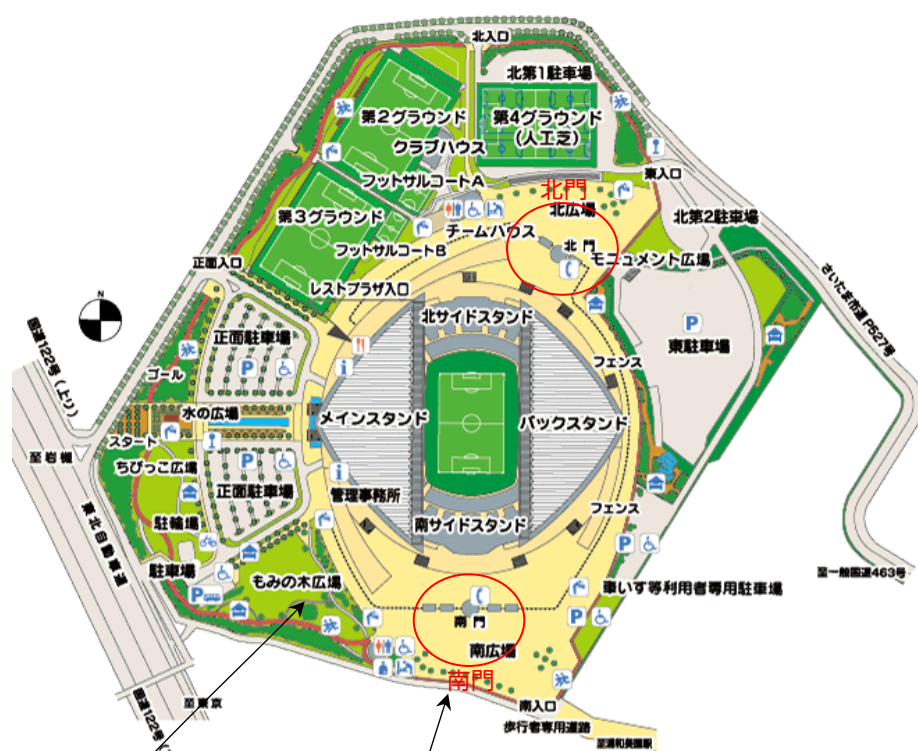 北入口
北第1駐車場
第2グラウンド
第4グラウンド
(人工芝)
クラブハウス
東入口
フットサルコートA
北門
北広場
第3グラウンド
北第2駐車場
チームハウス
北門
フットサルコートB
モニュメント広場
正面入口
さいたま市道P527号
レストプラザ入口
N
国道122号(上り)
正面駐車場
北サイドスタンド
P
東駐車場
P
フェンス
ゴール
水の広場
メインスタンド
バックスタンド
スタート
至岩槻
ちびっこ広場
P
正面駐車場
管理事務所
駐輪場
南サイドスタンド
フェンス
東北自動車道
P
駐車場
至一般国道463号
もみの木広場
車いす等利用者専用駐車場
P
P
南門
南広場
南門
至東京
南入口
国道122号(
歩行者専用道路
至浦和美園駅